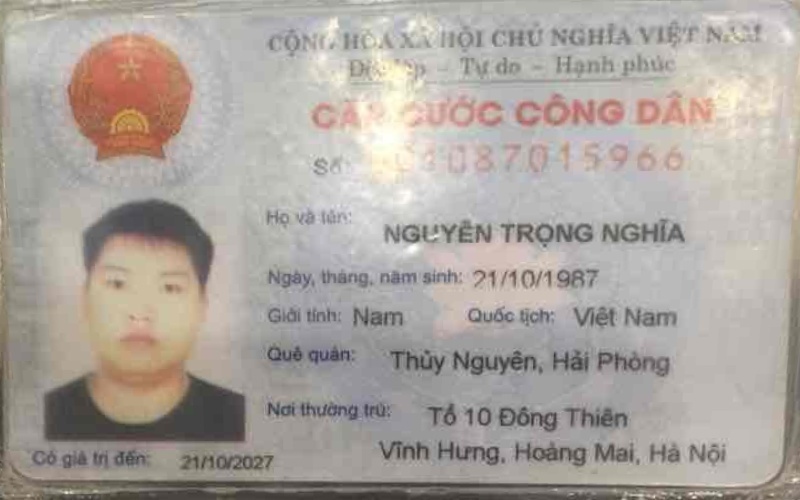 CỘNG HÒA XÃ HỘI CHỦ NGHĨA VIỆT NAM
Độc lập - Tự do - Hạnh phúc
CĂN CƯỚC CÔNG DÂN
Số: 087015966
Họ và tên: NGUYỄN TRỌNG NGHĨA
Ngày, tháng, năm sinh: 21/10/1987
Giới tính: Nam Quốc tịch: Việt Nam
Quê quán: Thủy Nguyên, Hải Phòng
Nơi thường trú: Tổ 10 Đông Thiên
Vĩnh Hưng, Hoàng Mai, Hà Nội
Có giá trị đến: 21/10/2027